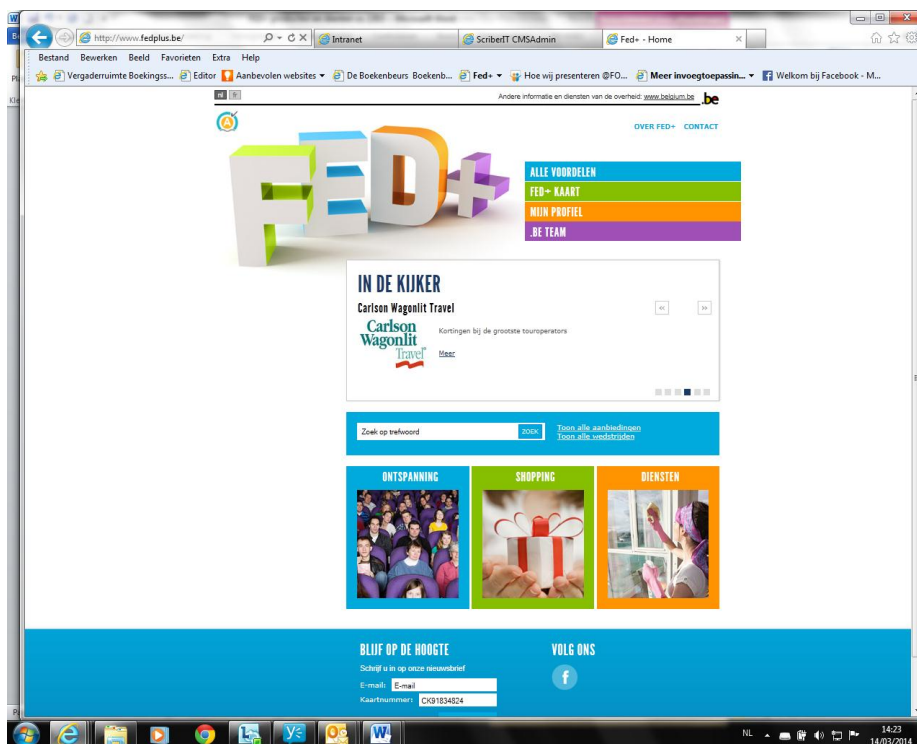 http://www.fedplus.be/
Intranet
ScriberIT CMSAdmin
Fed+ - Home
Bestand Bewerken Beeld Favorieten Extra Help
Vergaderruimte Boekingss...
Editor
Aanbevolen websites
De Boekenbeurs Boekenb...
Fed+
Hoe wij presenteren @FO...
Meer invoegtoepassin...
Welkom bij Facebook - M...
nl fr
Andere informatie en diensten van de overheid: www.belgium.be
.be
OVER FED+ CONTACT
FED+
ALLE VOORDELEN
FED+ KAART
MIJN PROFIEL
.BE TEAM
IN DE KIJKER
Carlson Wagonlit Travel
Carlson
Wagonlit
Travel
Kortingen bij de grootste touroperators
Meer
Zoek op trefwoord
ZOEK
Toon alle aanbiedingen
Toon alle wedstrijden
ONTSPANNING
SHOPPING
DIENSTEN
BLIJF OP DE HOOGTE
VOLG ONS
Schrijf u in op onze nieuwsbrief
E-mail: E-mail
Kaartnummer: CK91834824
NL
14:23
14/03/2014